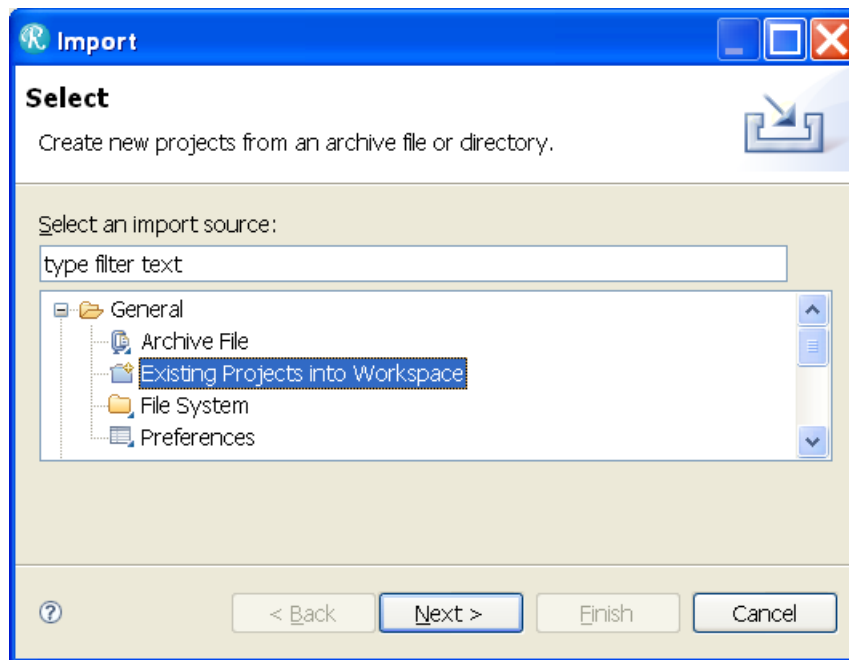 Import
Select
Create new projects from an archive file or directory.
Select an import source:
type filter text
General
Archive File
Existing Projects into Workspace
File System
Preferences
< Back Next > Finish Cancel